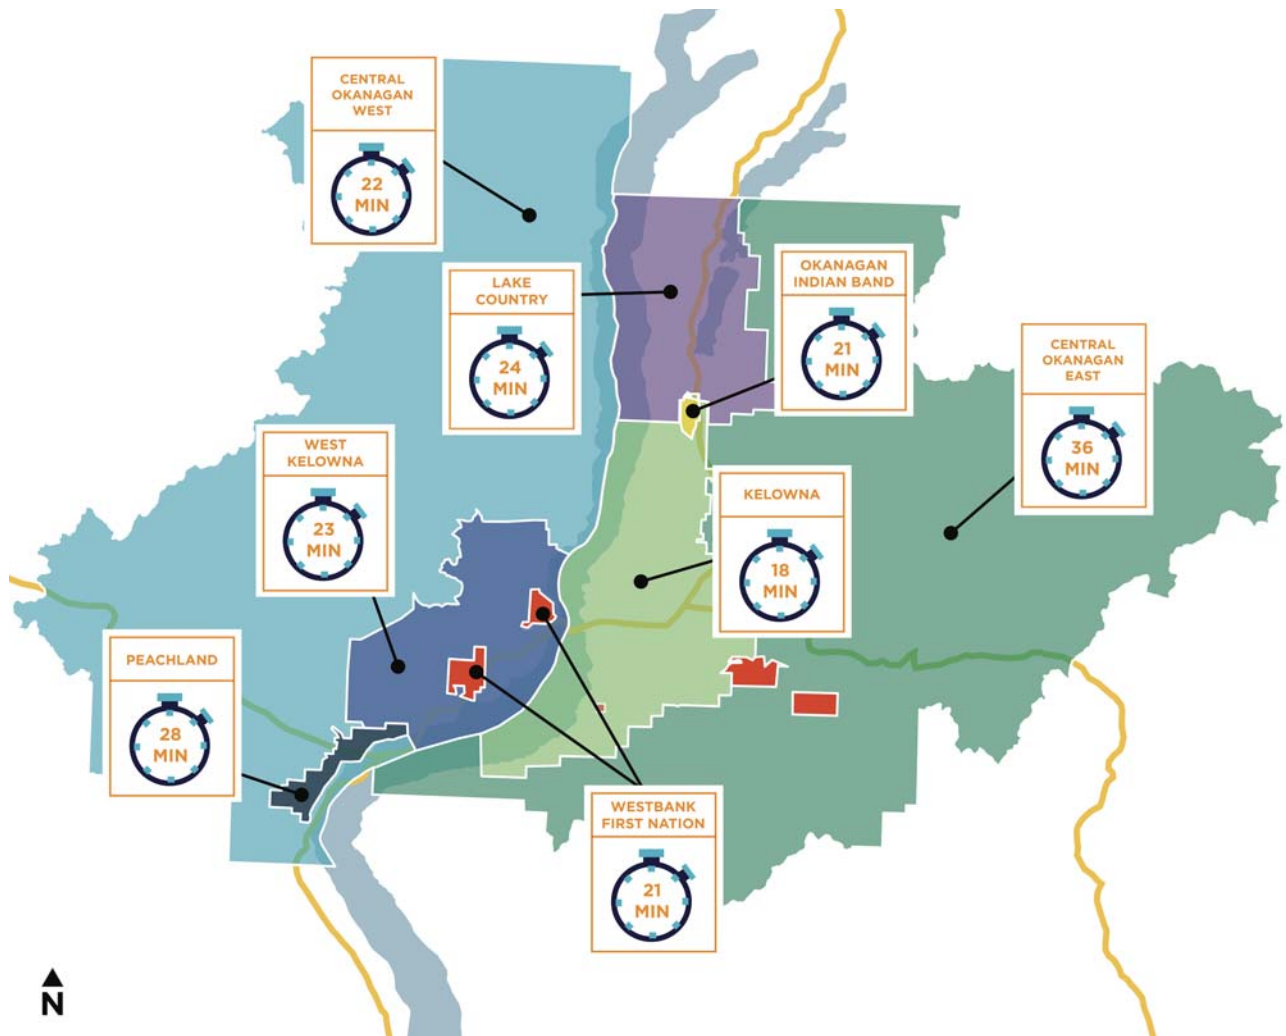 CENTRAL
OKANAGAN
WEST
22
MIN
LAKE
COUNTRY
24
MIN
OKANAGAN
INDIAN BAND
21
MIN
CENTRAL
OKANAGAN
EAST
36
MIN
WEST
KELOWNA
23
MIN
KELOWNA
18
MIN
PEACHLAND
28
MIN
WESTBANK
FIRST NATION
21
MIN
N